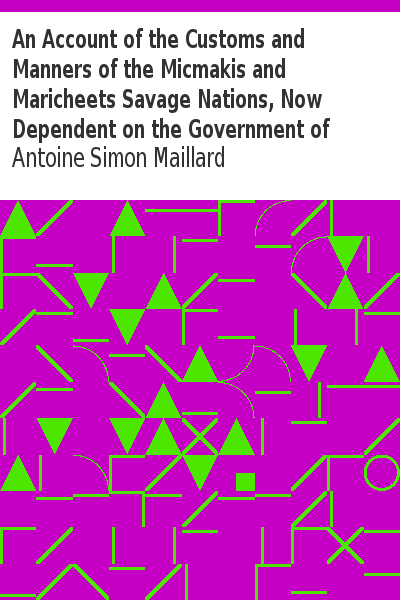 An Account of the Customs and
Manners of the Micmakis and
Maricheets Savage Nations, Now
Dependent on the Government of
Antoine Simon Maillard